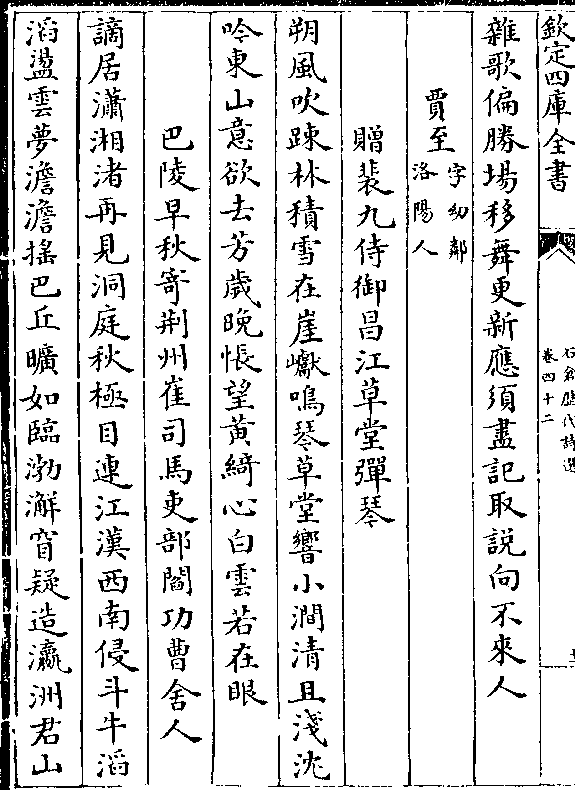 欽定四庫全書
石倉歷代詩選
卷四十二
雜歌偏勝塲移舞更新應須盡記取説向不來人
賈至
字幼鄰
洛陽人
贈裴九侍御昌江草堂彈琴
朔風吹踈林積雪在崖巘鳴琴草堂響小澗清且淺沈
吟東山意欲去芳歲晚悵望黄綺心白雲若在眼
巴陵早秋寄荆州崔司馬吏部閻功曹舍人
謫居瀟湘渚再見洞庭秋極目連江漢西南侵斗牛滔
滔盪雲夢澹澹搖巴丘曠如臨渤澥窅疑造瀛洲君山